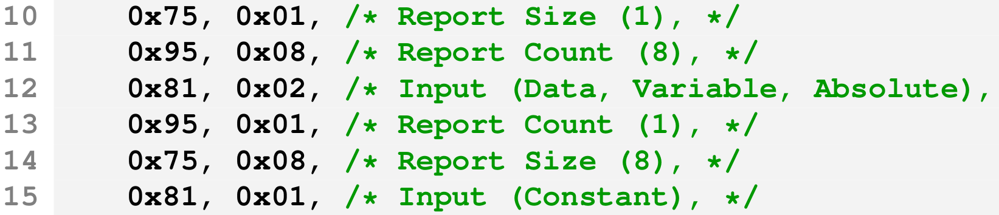 10 0x75, 0x01, /* Report Size (1), */
11 0x95, 0x08, /* Report Count (8), */
12 0x81, 0x02, /* Input (Data, Variable, Absolute),
13 0x95, 0x01, /* Report Count (1), */
14 0x75, 0x08, /* Report Size (8), */
15 0x81, 0x01, /* Input (Constant), */